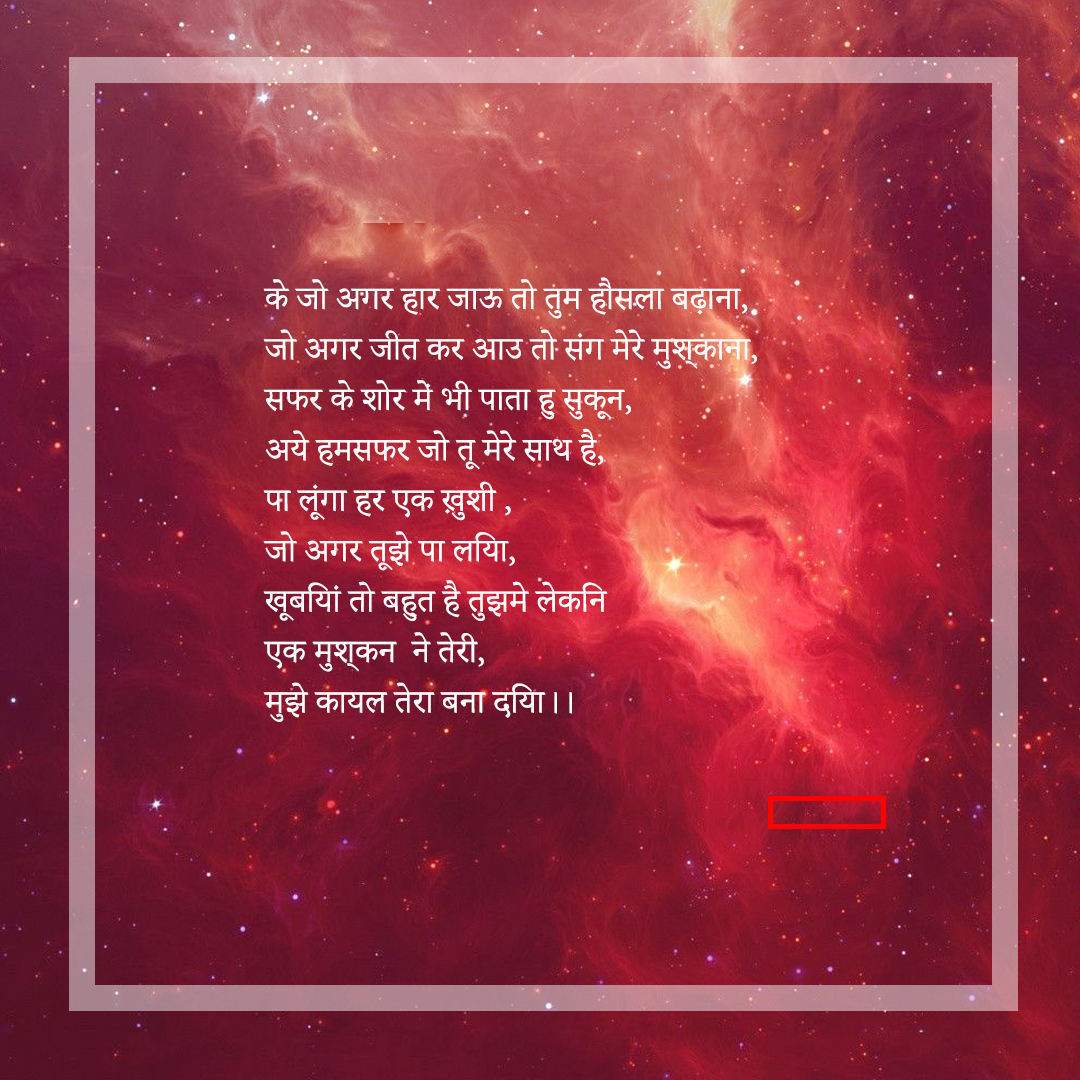 के जो अगर हार जाऊ तो तुम हौसला बढ़ाना,
जो अगर जीत कर आउ तो संग मेरे मुश्काना,
सफर के शोर में भी पाता हु सुकून,
अये हमसफर जो तू मेरे साथ है,
पा लूंगा हर एक ख़ुशी ,
जो अगर तूझे पा लयिा,
खूबयिां तो बहुत है तुझमे लेकनि
एक मुश्कन  ने तेरी,
मुझे कायल तेरा बना दयिा।।